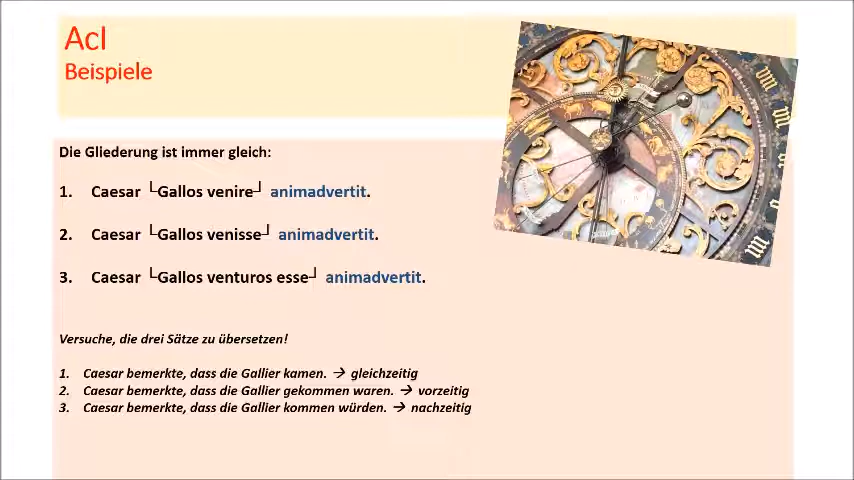 AcI
Beispiele
Die Gliederung ist immer gleich:
1. Caesar └Gallos venire┘ animadvertit.
2. Caesar └Gallos venisse┘ animadvertit.
3. Caesar └Gallos venturos esse┘ animadvertit.
Versuche, die drei Sätze zu übersetzen!
1. Caesar bemerkte, dass die Gallier kamen. → gleichzeitig
2. Caesar bemerkte, dass die Gallier gekommen waren. → vorzeitig
3. Caesar bemerkte, dass die Gallier kommen würden. → nachzeitig